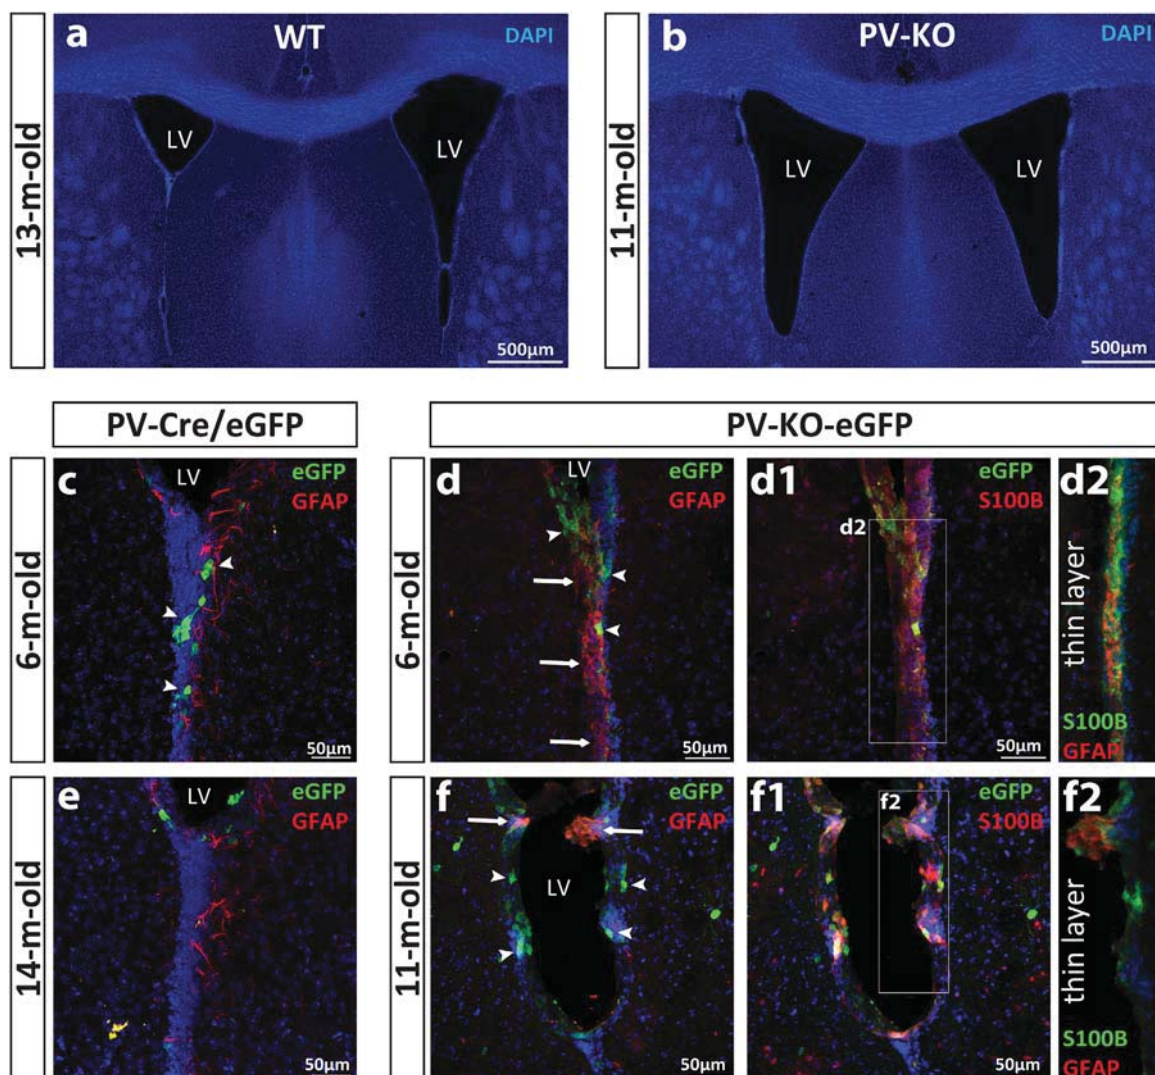 a
WT
DAPI
LV
LV
500µm
13-m-old
b
PV-KO
DAPI
LV
LV
500µm
11-m-old
PV-Cre/eGFP
PV-KO-eGFP
6-m-old
c
LV
eGFP
GFAP
50µm
6-m-old
d
LV
eGFP
GFAP
50µm
d1
eGFP
S100B
d2
50µm
d2
thin layer
S100B
GFAP
14-m-old
e
LV
eGFP
GFAP
50µm
11-m-old
f
eGFP
GFAP
LV
50µm
f1
eGFP
S100B
f2
50µm
f2
thin layer
S100B
GFAP